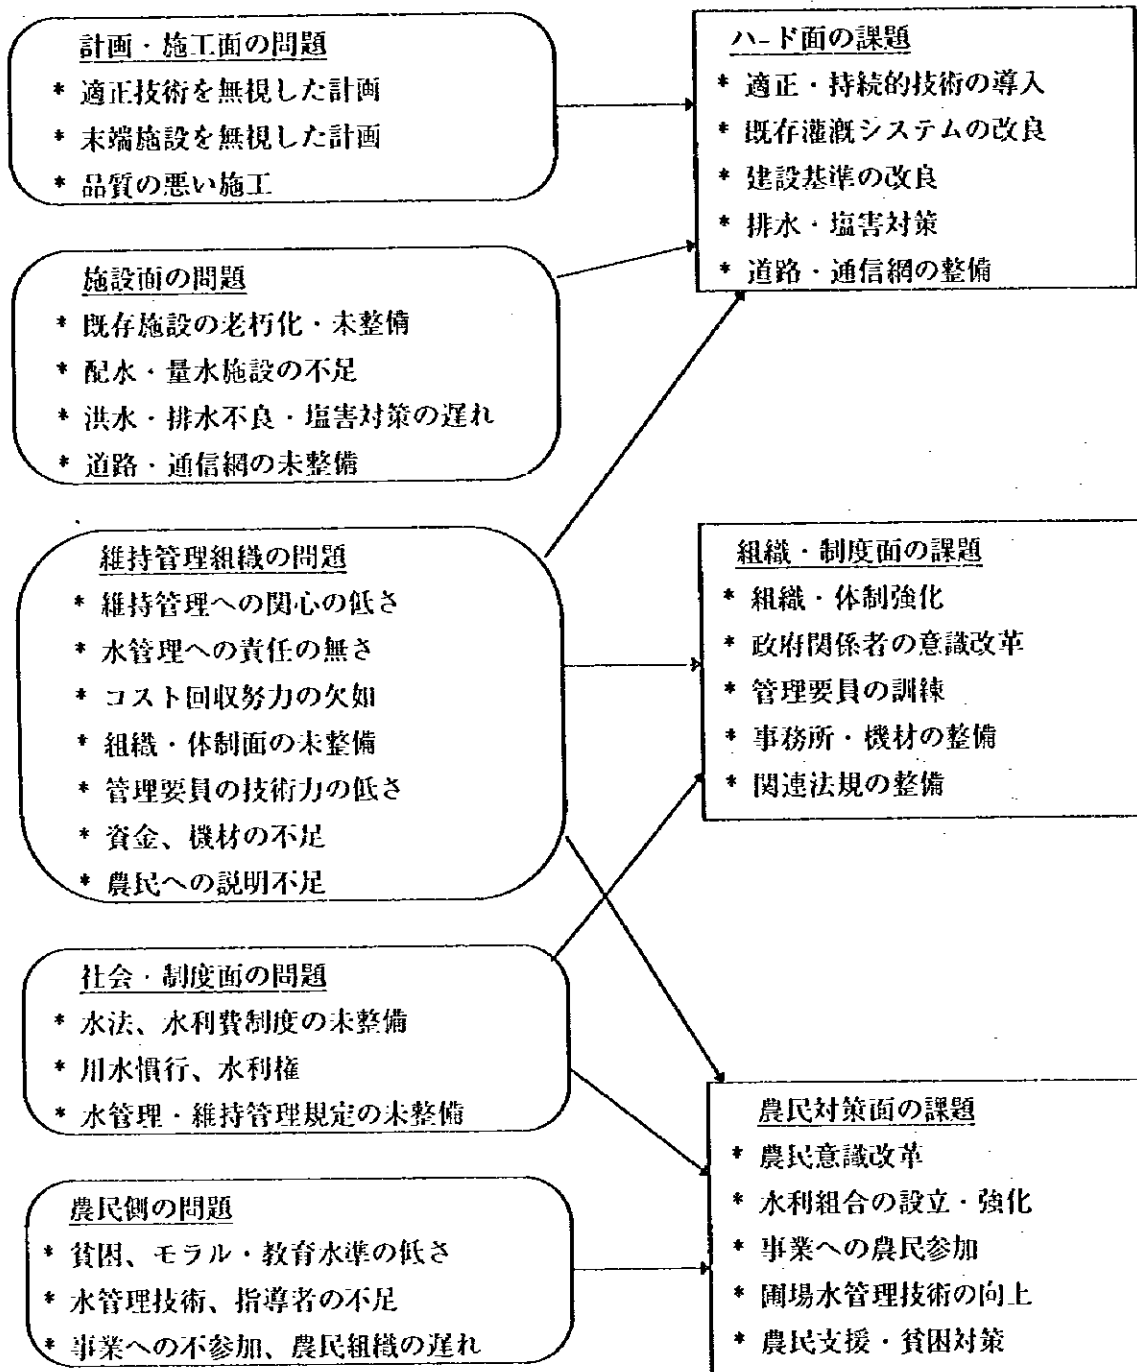 計画・施工面の問題
* 適正技術を無視した計画
* 末端施設を無視した計画
* 品質の悪い施工
施設面の問題
* 既存施設の老朽化・未整備
* 配水・量水施設の不足
* 洪水・排水不良・塩害対策の遅れ
* 道路・通信網の未整備
維持管理組織の問題
* 維持管理への関心の低さ
* 水管理への責任の無さ
* コスト回収努力の欠如
* 組織・体制面の未整備
* 管理要員の技術力の低さ
* 資金、機材の不足
* 農民への説明不足
社会・制度面の問題
* 水法、水利費制度の未整備
* 用水慣行、水利権
* 水管理・維持管理規定の未整備
農民側の問題
* 貧困、モラル・教育水準の低さ
* 水管理技術、指導者の不足
* 事業への不参加、農民組織の遅れ
ハード面の課題
* 適正・持続的技術の導入
* 既存灌漑システムの改良
* 建設基準の改良
* 排水・塩害対策
* 道路・通信網の整備
組織・制度面の課題
* 組織・体制強化
* 政府関係者の意識改革
* 管理要員の訓練
* 事務所・機材の整備
* 関連法規の整備
農民対策面の課題
* 農民意識改革
* 水利組合の設立・強化
* 事業への農民参加
* 圃場水管理技術の向上
* 農民支援・貧困対策